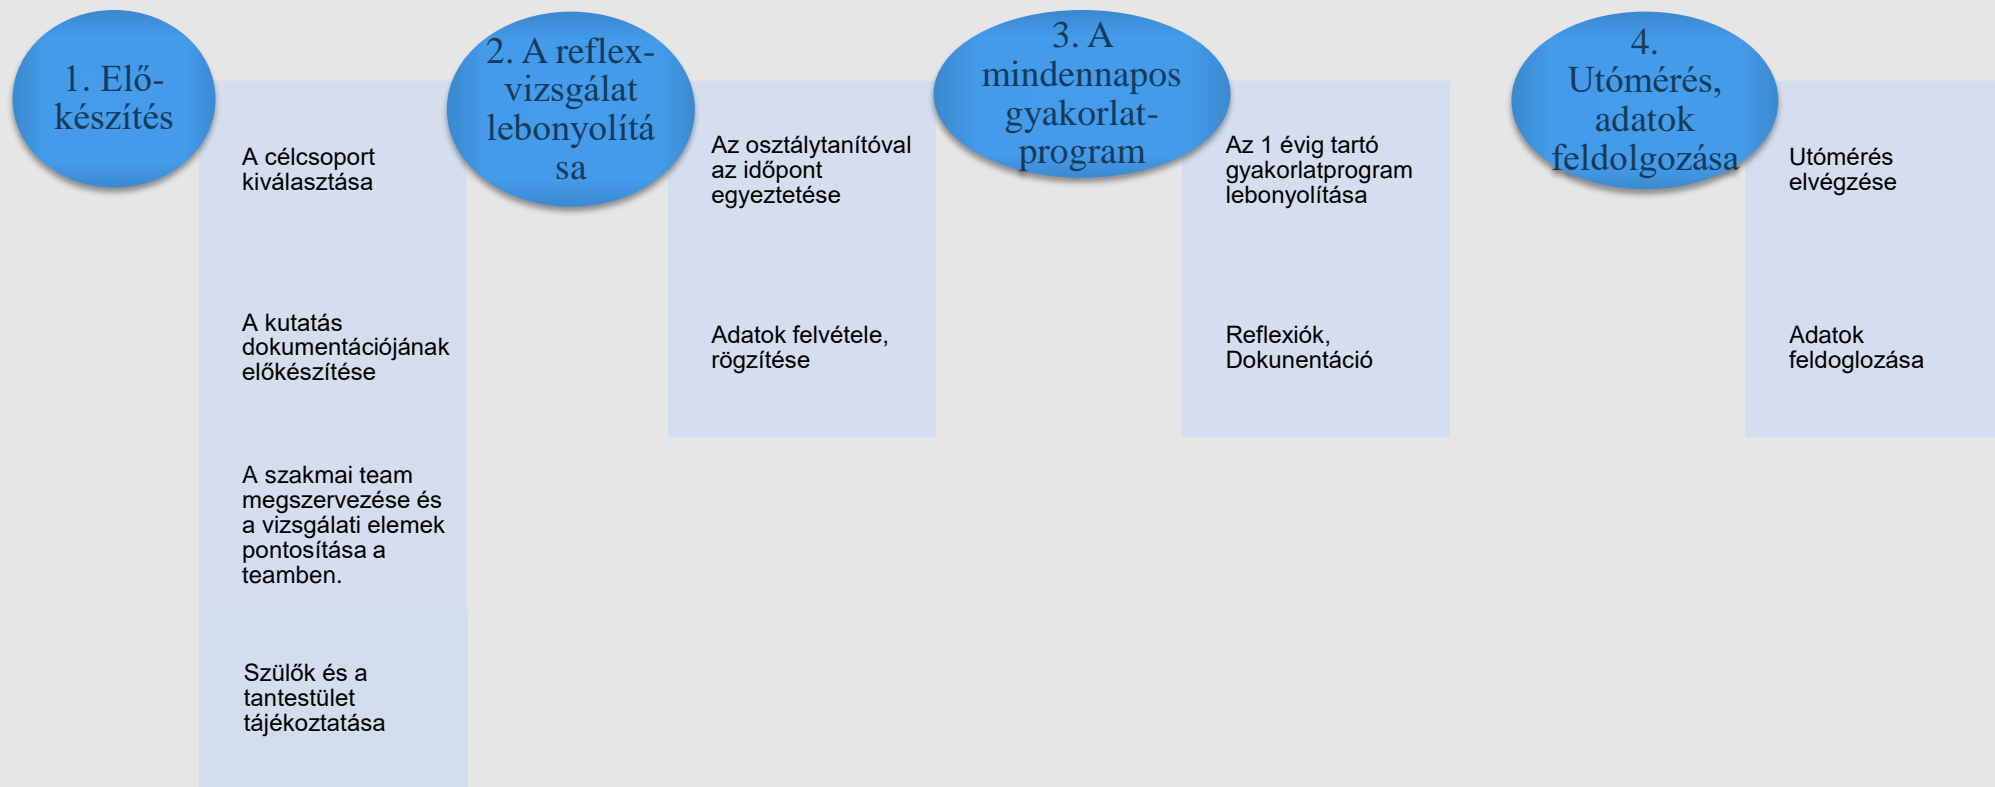 1. Elő-
készítés
A célcsoport
kiválasztása
A kutatás
dokumentációjának
előkészítése
A szakmai team
megszervezése és
a vizsgálati elemek
pontosítása a
teamben.
Szülők és a
tantestület
tájékoztatása
2. A reflex-
vizsgálat
lebonyolítá
sa
Az osztálytanítóval
az időpont
egyeztetése
Adatok felvétele,
rögzítése
3. A
mindennapos
gyakorlat-
program
Az 1 évig tartó
gyakorlatprogram
lebonyolítása
Reflexiók,
Dokunentáció
4.
Utómérés,
adatok
feldolgozása
Utómérés
elvégzése
Adatok
feldoglozása